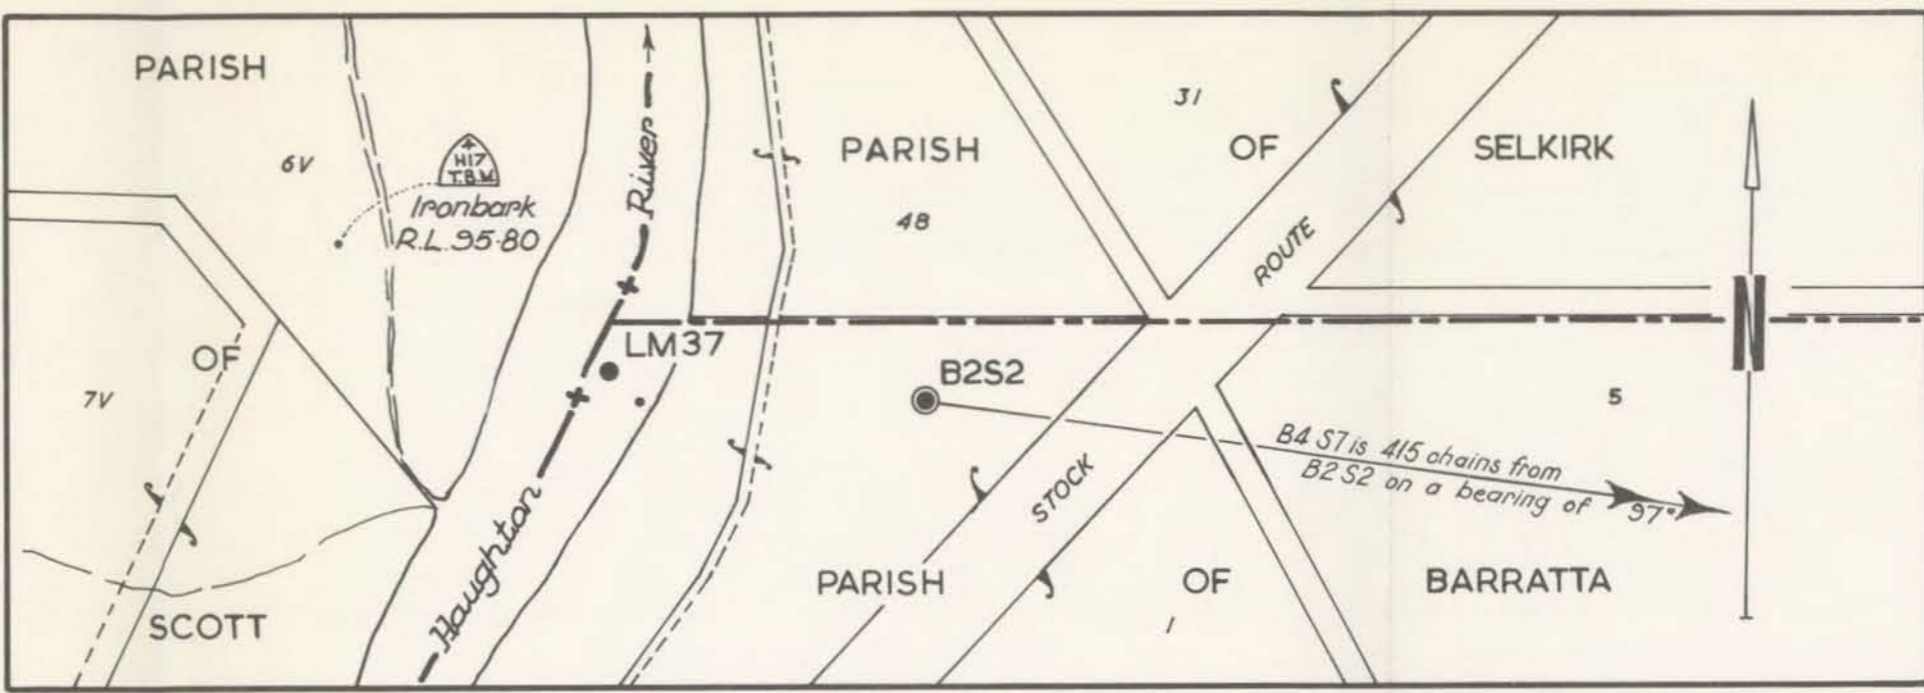 PARISH
OF
SCOTT
6V
7V
H17
T.B.M
Ironbark
R.L.95·80
Haughton River
LM37
PARISH OF SELKIRK
48
31
STOCK ROUTE
B2S2
B4 S7 is 415 chains from
B2 S2 on a bearing of 97°
5
N
PARISH OF BARRATTA
1